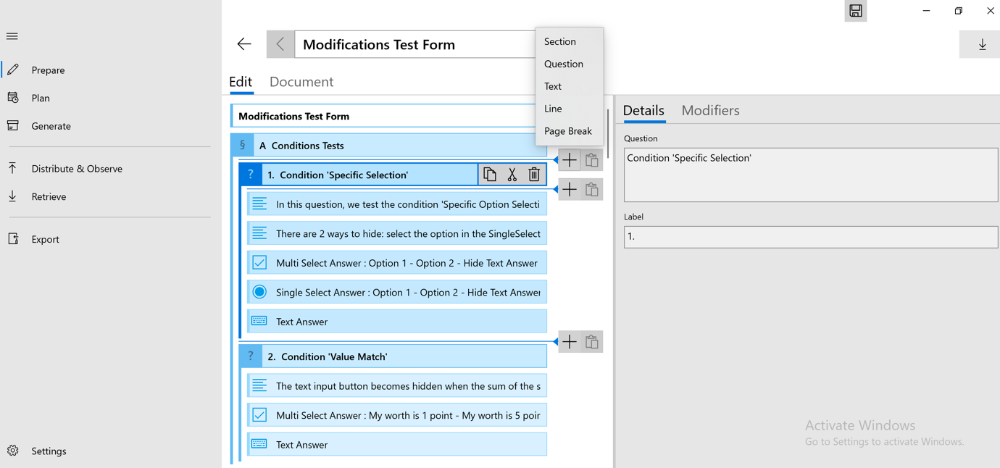 Modifications Test Form
Prepare
Plan
Generate
Distribute & Observe
Retrieve
Export
Settings
Edit
Document
Section
Question
Text
Line
Page Break
Modifications Test Form
§
A Conditions Tests
?
1. Condition 'Specific Selection'
In this question, we test the condition 'Specific Option Selecti
There are 2 ways to hide: select the option in the SingleSelect
Multi Select Answer : Option 1 - Option 2 - Hide Text Answer
Single Select Answer : Option 1 - Option 2 - Hide Text Answer
Text Answer
?
2. Condition 'Value Match'
The text input button becomes hidden when the sum of the s
Multi Select Answer : My worth is 1 point - My worth is 5 poir
Text Answer
Details
Modifiers
Question
Condition 'Specific Selection'
Label
1.
Activate Windows
Go to Settings to activate Windows.